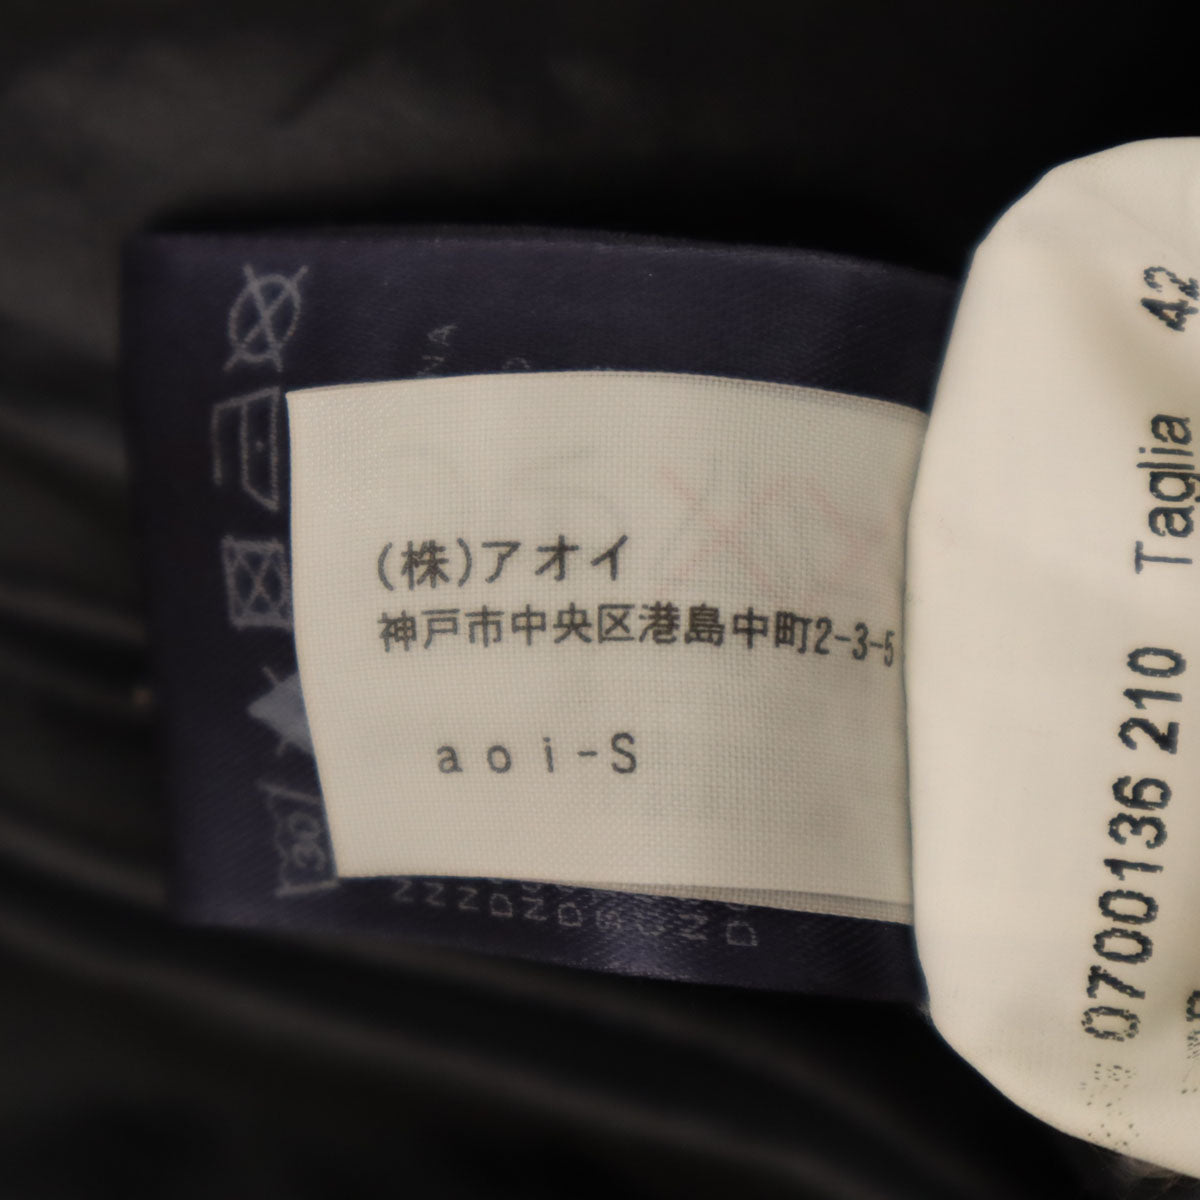 (株)アオイ
神戸市中央区港島中町2-3-5
aoi-S
0700136 210 Taglia 42
30